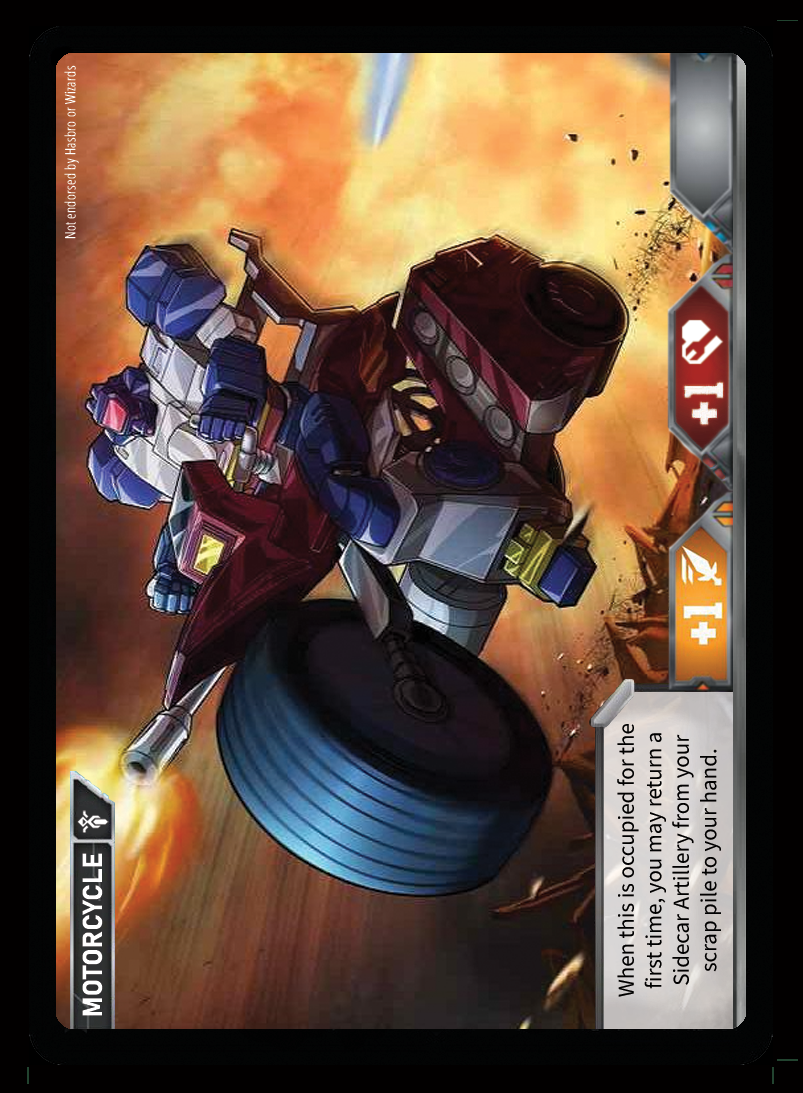 Not endorsed by Hasbro or Wizards
MOTORCYCLE
When this is occupied for the
first time, you may return a
Sidecar Artillery from your
scrap pile to your hand.
+1
+1